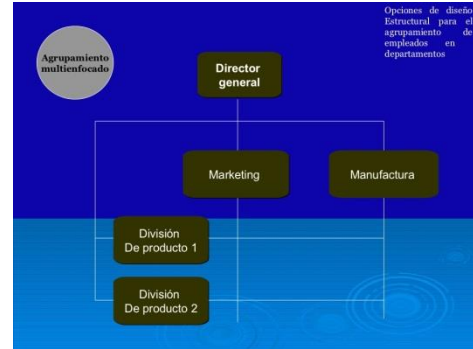 Opciones de diseño
Estructural para el
agrupamiento de
empleados en
departamentos
Agrupamiento
multienfocado
Director
general
Marketing
Manufactura
División
De producto 1
División
De producto 2